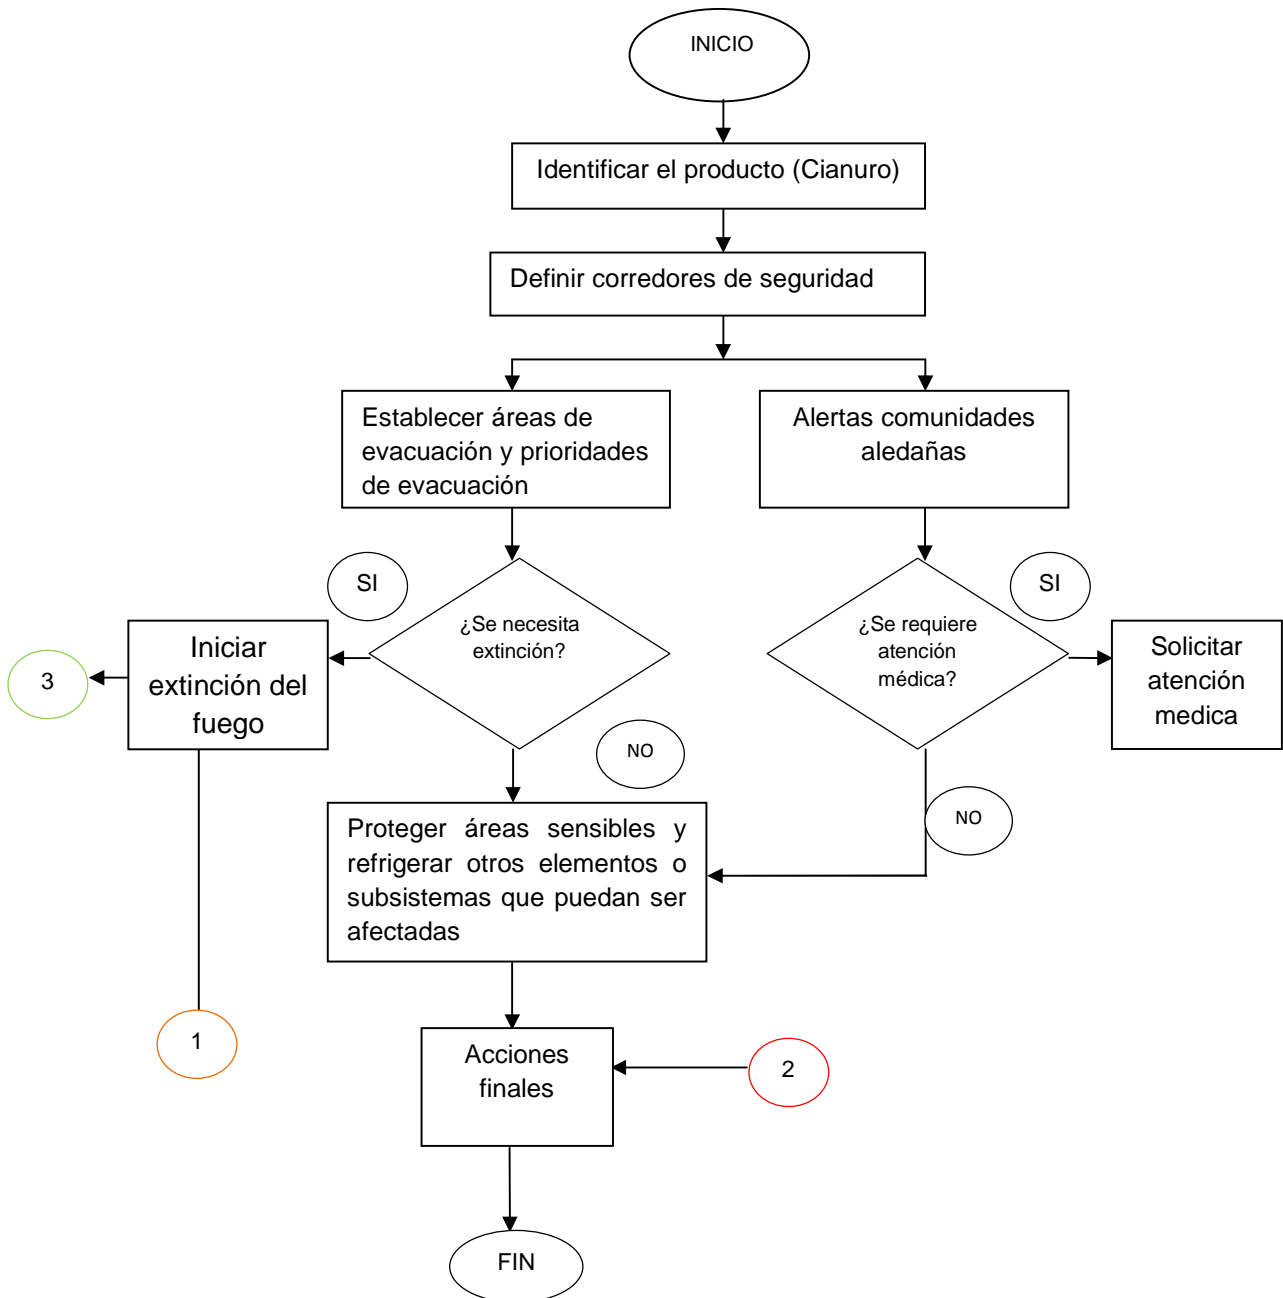 INICIO
Identificar el producto (Cianuro)
Definir corredores de seguridad
Establecer áreas de
evacuación y prioridades
de evacuación
Alertas comunidades
aledañas
SI
¿Se necesita
extinción?
¿Se requiere
atención
médica?
SI
Iniciar
extinción del
fuego
3
Solicitar
atención
medica
NO
NO
Proteger áreas sensibles y
refrigerar otros elementos o
subsistemas que puedan ser
afectadas
1
Acciones
finales
2
FIN